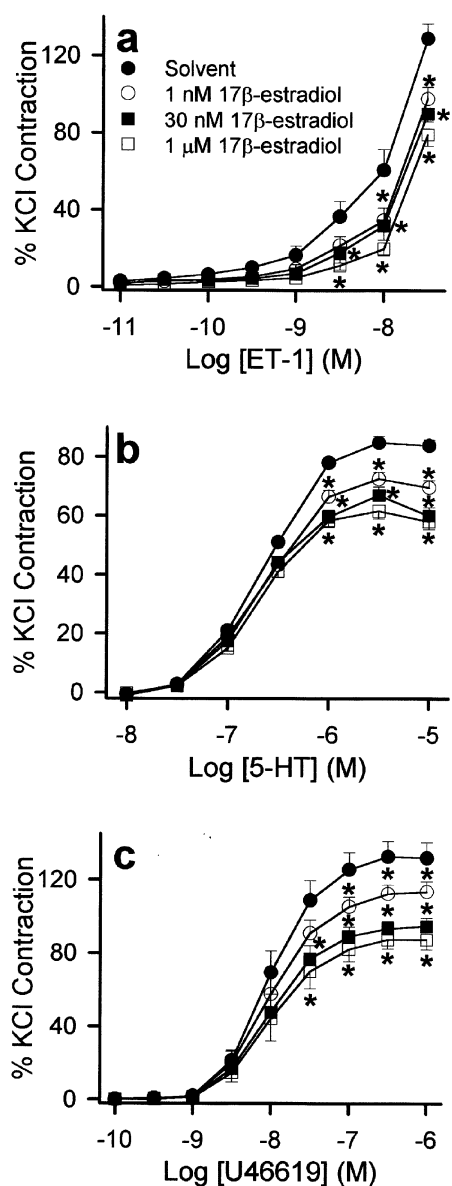 a
Solvent
1 nM 17β-estradiol
30 nM 17β-estradiol
1 μM 17β-estradiol
% KCl Contraction
120
80
40
0
* * * * * * * *
-11 -10 -9 -8
Log [ET-1] (M)
b
% KCl Contraction
80
60
40
20
0
* * * * * * * * *
-8 -7 -6 -5
Log [5-HT] (M)
c
% KCl Contraction
120
80
40
0
* * * * * * * * * * *
-10 -9 -8 -7 -6
Log [U46619] (M)